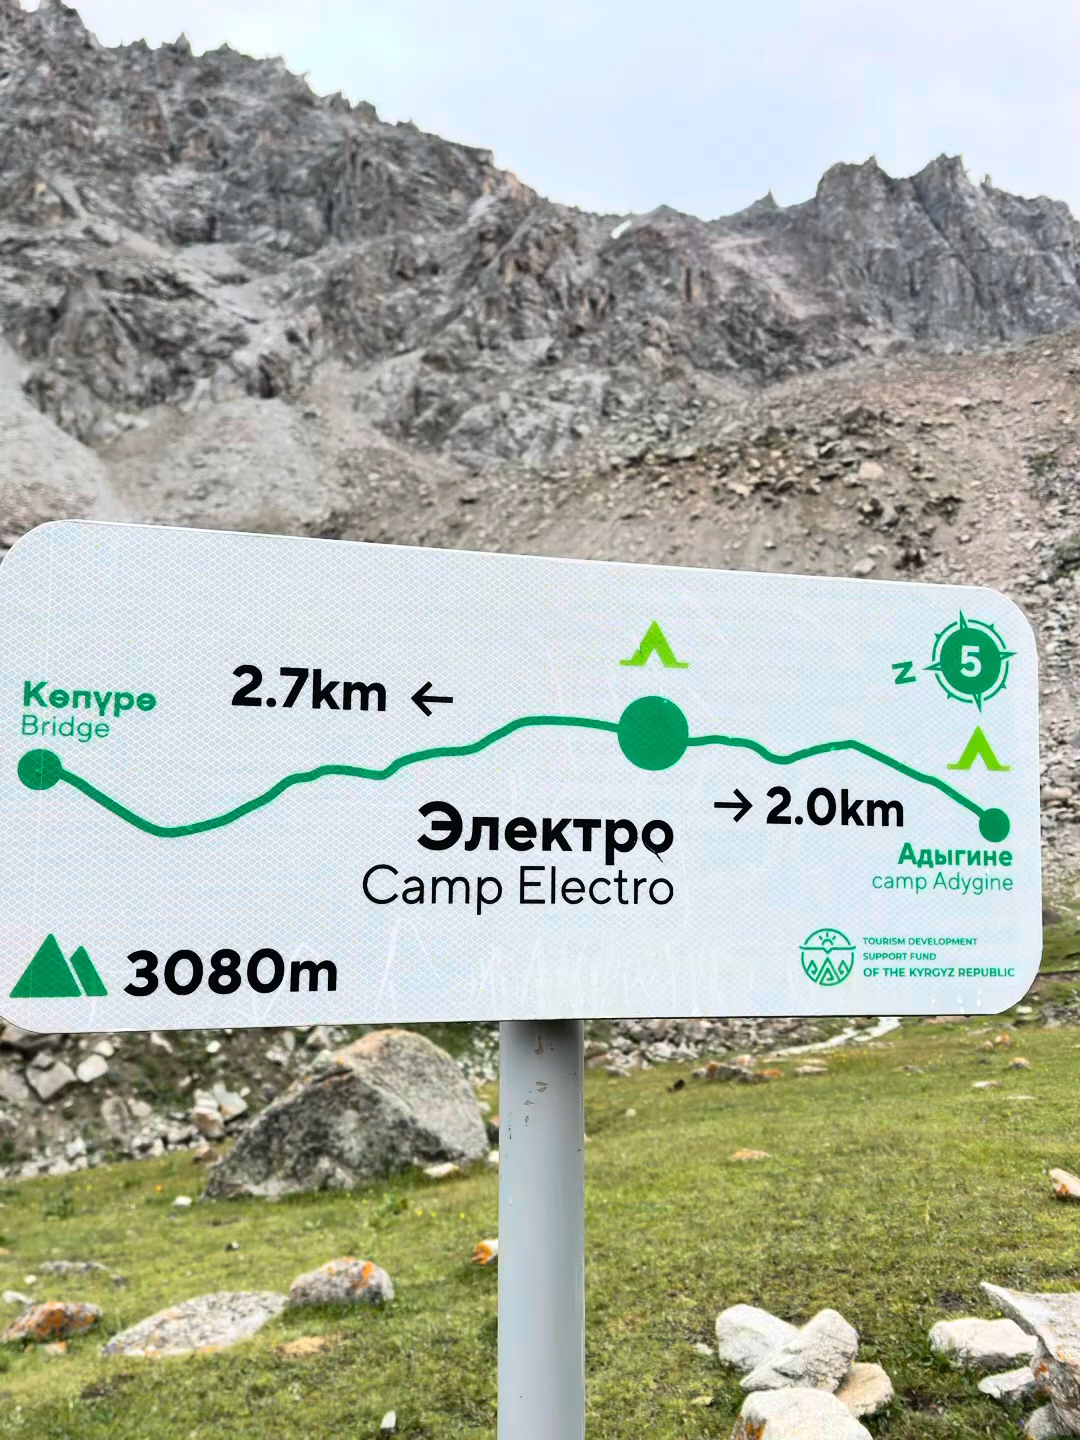 Көпүрө
Bridge
2.7km ←
N
5
Электро
Camp Electro
→ 2.0km
Адыгине
camp Adygine
3080m
TOURISM DEVELOPMENT
SUPPORT FUND
OF THE KYRGYZ REPUBLIC